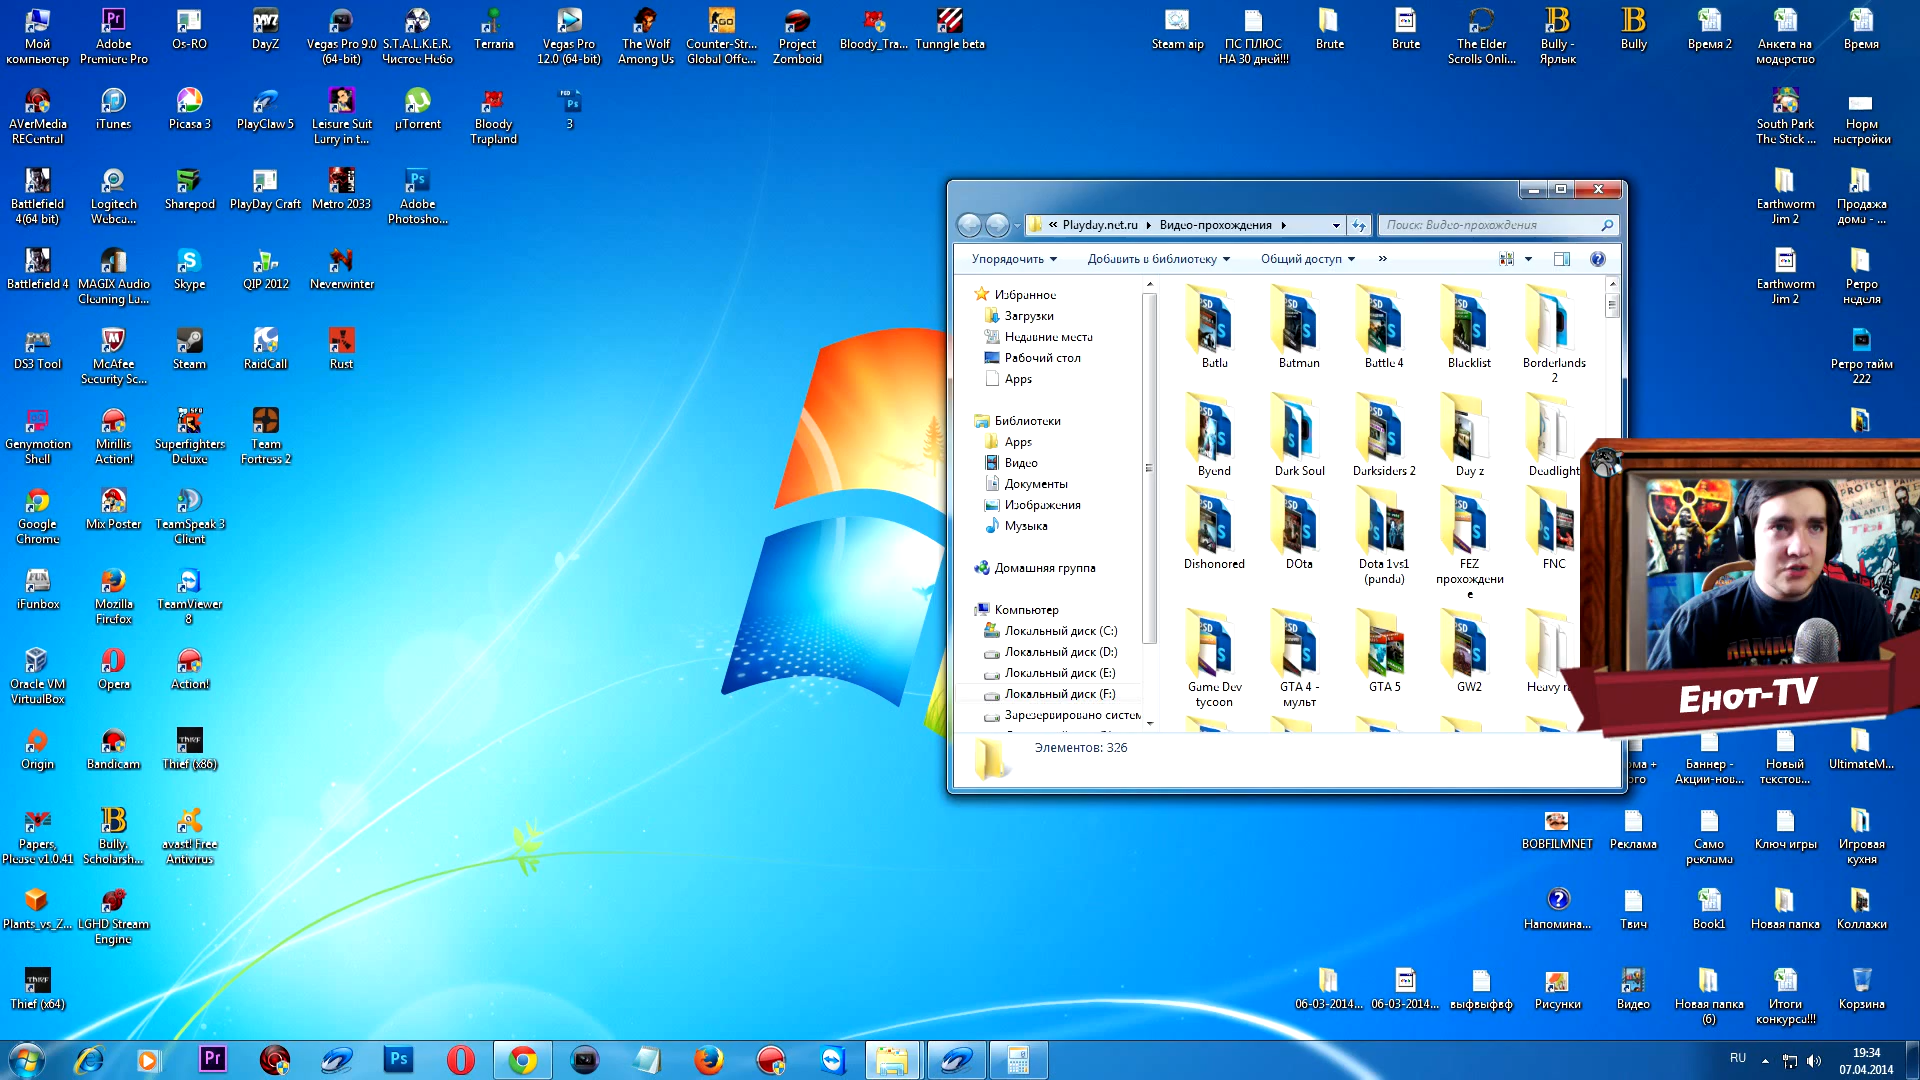 Мой
компьютер
Adobe
Premiere Pro
Os-RO
DayZ
Vegas Pro 9.0
(64-bit)
S.T.A.L.K.E.R.
Чистое Небо
Terraria
Vegas Pro
12.0 (64-bit)
The Wolf
Among Us
Counter-Str...
Global Offe...
Project
Zomboid
Bloody_Tra...
Tunngle beta
Steam aip
ПС ПЛЮС
НА 30 дней!!!
Brute
Brute
The Elder
Scrolls Onli...
Bully -
Ярлык
Bully
Время 2
Анкета на
модерство
Время
AVerMedia
RECentral
iTunes
Picasa 3
PlayClaw 5
Leisure Suit
Larry in t...
µTorrent
Bloody
Trapland
3
South Park
The Stick ...
Норм
настройки
Battlefield
4(64 bit)
Logitech
Webca...
Sharepod
PlayDay Craft
Metro 2033
Adobe
Photosho...
Earthworm
Jim 2
Продажа
дома - ...
Battlefield 4
MAGIX Audio
Cleaning La...
Skype
QIP 2012
Neverwinter
Earthworm
Jim 2
Ретро
неделя
DS3 Tool
McAfee
Security Sc...
Steam
RaidCall
Rust
Ретро тайм
222
Genymotion
Shell
Mirillis
Action!
Superfighters
Deluxe
Team
Fortress 2
Google
Chrome
Mix Poster
TeamSpeak 3
Client
iFunbox
Mozilla
Firefox
TeamViewer
8
Oracle VM
VirtualBox
Opera
Action!
Origin
Bandicam
Thief (x86)
Papers,
Please v1.0.41
Bully.
Scholarsh...
avast! Free
Antivirus
Plants_vs_Z...
LGHD Stream
Engine
Thief (x64)
« Playday.net.ru ▸ Видео-прохождения ▸
Поиск: Видео-прохождения
Упорядочить
Добавить в библиотеку
Общий доступ
»
Избранное
Загрузки
Недавние места
Рабочий стол
Apps
Библиотеки
Apps
Видео
Документы
Изображения
Музыка
Домашняя группа
Компьютер
Локальный диск (C:)
Локальный диск (D:)
Локальный диск (E:)
Локальный диск (F:)
Зарезервировано систем
Batla
Batman
Battle 4
Blacklist
Borderlands
2
Byend
Dark Soul
Darksiders 2
Day z
Deadlight
Dishonored
DOta
Dota 1vs1
(panda)
FEZ
прохождени
е
FNC
Game Dev
tycoon
GTA 4 -
мульт
GTA 5
GW2
Heavy
Элементов: 326
Енот-TV
Баннер -
Акции-нов...
Новый
текстов...
UltimateM...
BOBFILMNET
Реклама
Само
реклама
Ключ игры
Игровая
кухня
Напомина...
Твич
Book1
Новая папка
Коллажи
06-03-2014...
06-03-2014...
выфвыфвф
Рисунки
Видео
Новая папка
(6)
Итоги
конкурса!!!
Корзина
RU
19:34
07.04.2014